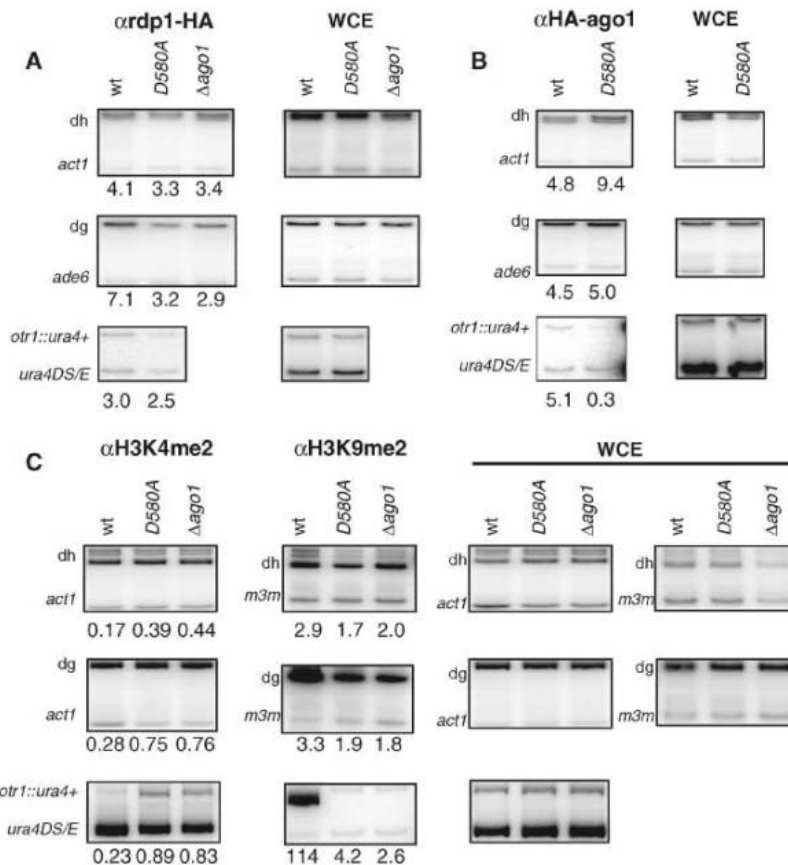 αrdp1-HA WCE
A
wt D580A Δago1 wt D580A Δago1
dh
act1
4.1 3.3 3.4
dg
ade6
7.1 3.2 2.9
otr1::ura4+
ura4DS/E
3.0 2.5
αHA-ago1 WCE
B
wt D580A wt D580A
dh
act1
4.8 9.4
dg
ade6
4.5 5.0
otr1::ura4+
ura4DS/E
5.1 0.3
C
αH3K4me2 αH3K9me2 WCE
wt D580A Δago1 wt D580A Δago1 wt D580A Δago1 wt D580A Δago1
dh dh dh dh
act1 m3m act1 m3m
0.17 0.39 0.44 2.9 1.7 2.0
dg dg dg dg
act1 m3m act1 m3m
0.28 0.75 0.76 3.3 1.9 1.8
otr1::ura4+
ura4DS/E
0.23 0.89 0.83 114 4.2 2.6